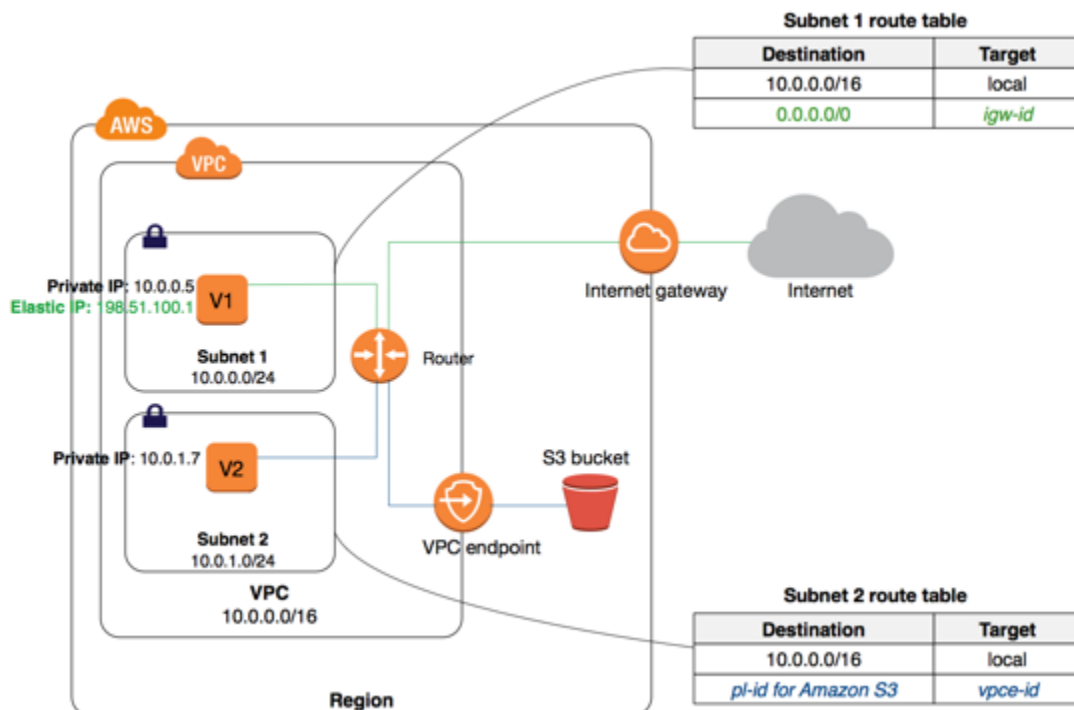 Subnet 1 route table
Destination Target
10.0.0.0/16 local
0.0.0.0/0 igw-id
AWS
VPC
Private IP: 10.0.0.5
Elastic IP: 198.51.100.1
V1
Subnet 1
10.0.0.0/24
Router
Internet gateway
Internet
Private IP: 10.0.1.7
V2
Subnet 2
10.0.1.0/24
S3 bucket
VPC endpoint
VPC
10.0.0.0/16
Region
Subnet 2 route table
Destination Target
10.0.0.0/16 local
pl-id for Amazon S3 vpce-id